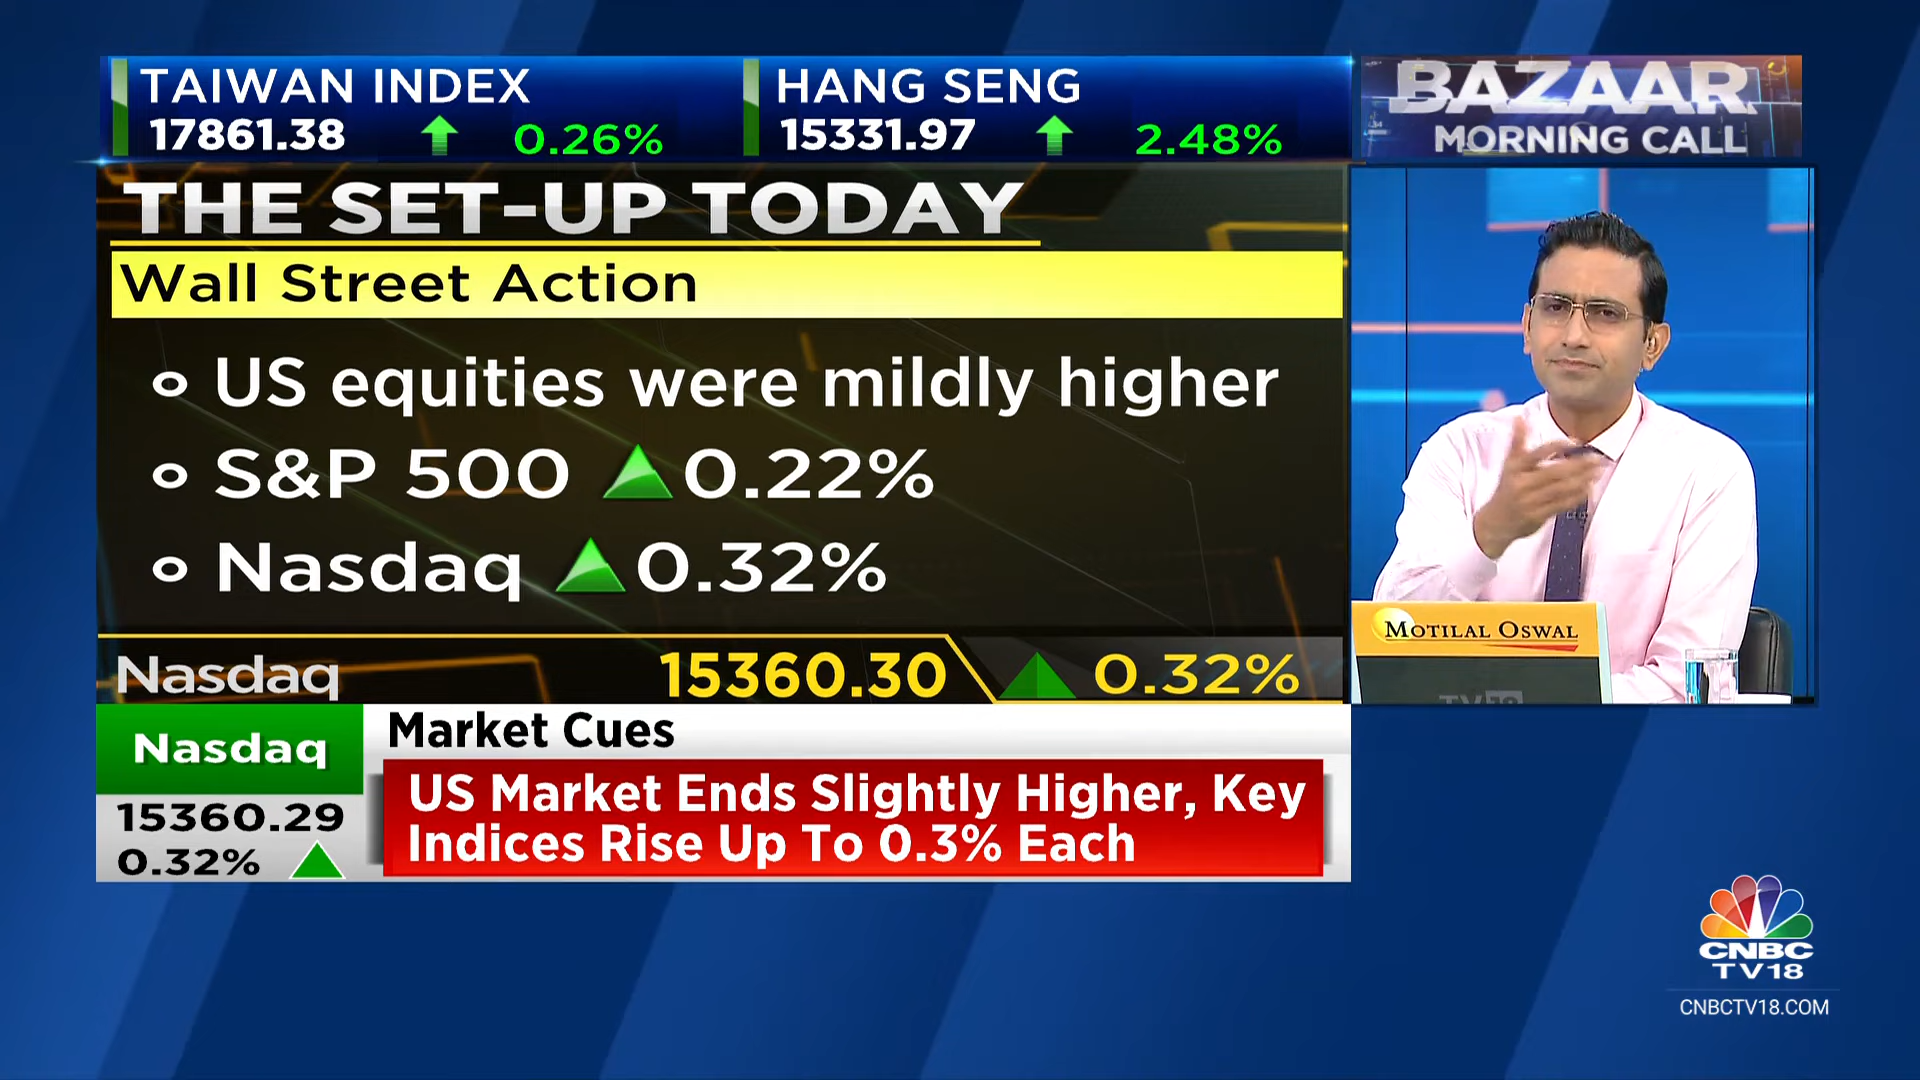 TAIWAN INDEX
17861.38 0.26%
HANG SENG
15331.97 2.48%
BAZAAR
MORNING CALL
THE SET-UP TODAY
Wall Street Action
US equities were mildly higher
S&P 500 0.22%
Nasdaq 0.32%
Nasdaq 15360.30 0.32%
MOTILAL OSWAL
TV18
Nasdaq
15360.29
0.32%
Market Cues
US Market Ends Slightly Higher, Key
Indices Rise Up To 0.3% Each
CNBC
TV18
CNBCTV18.COM